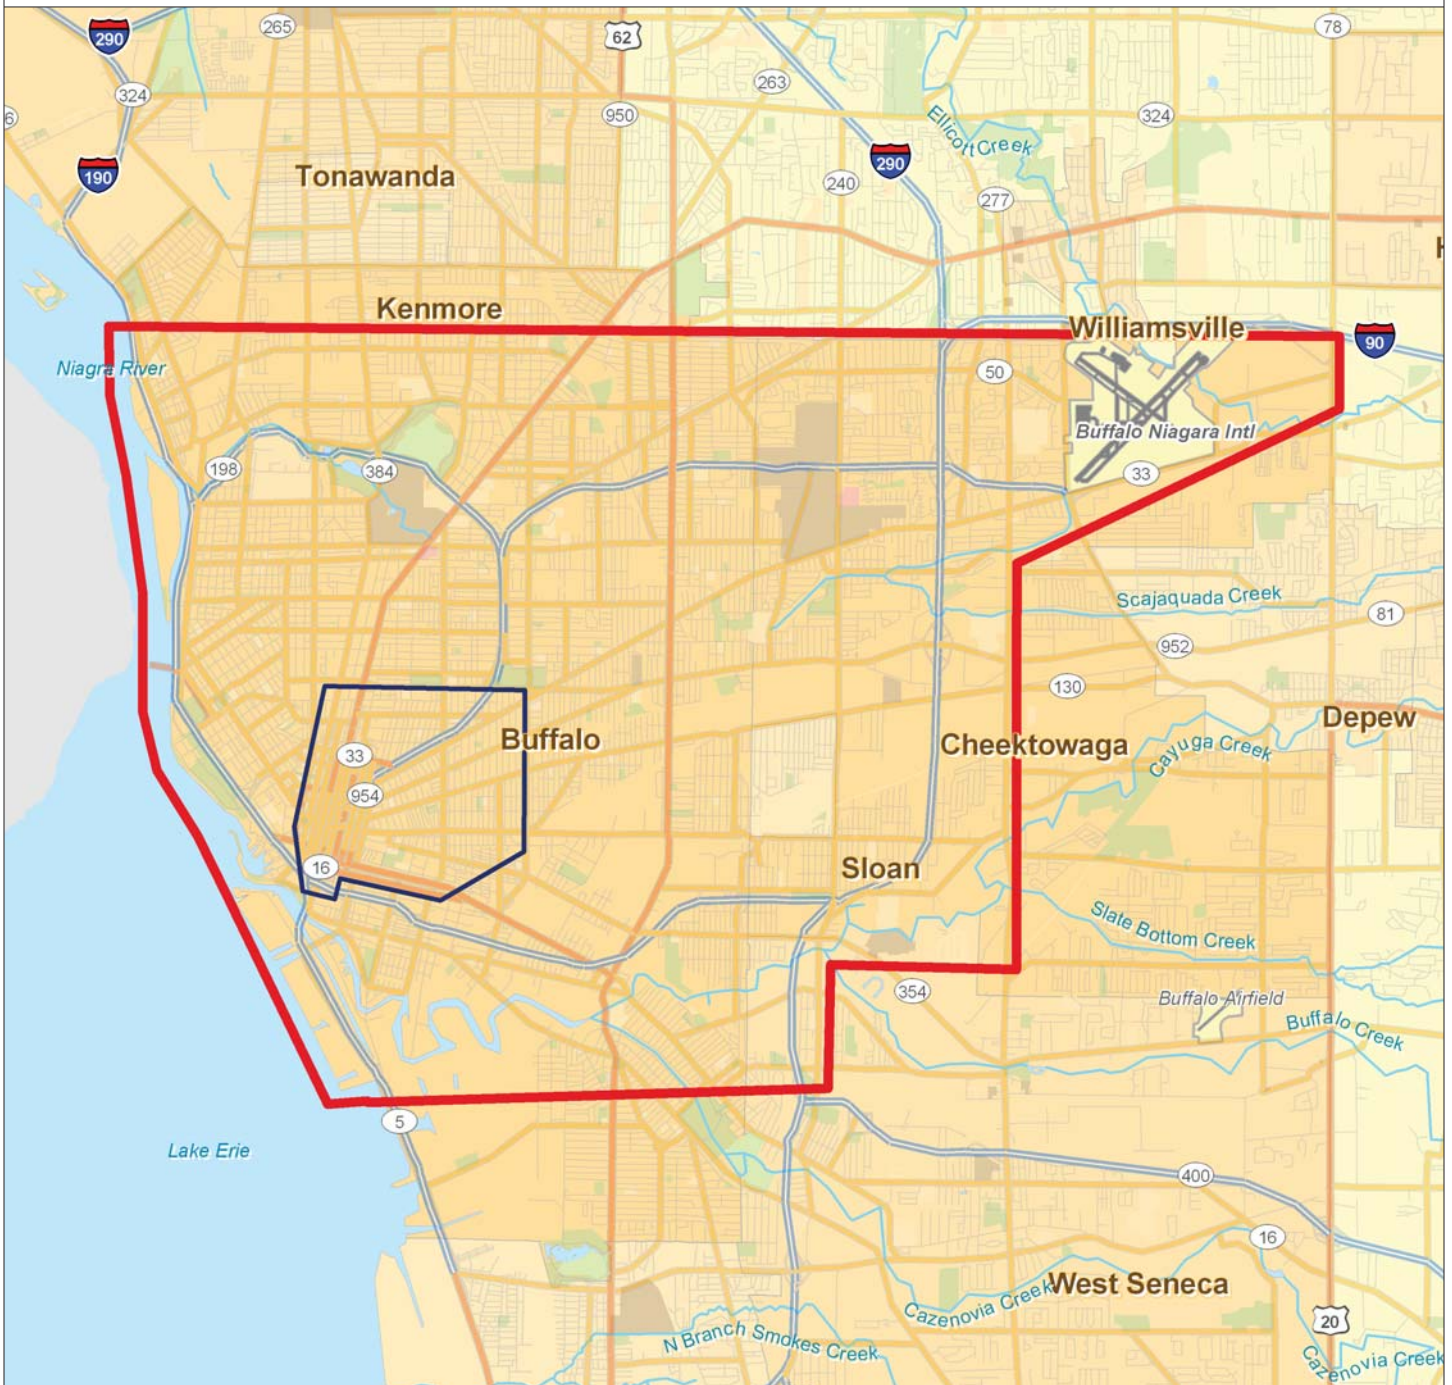 290
265
62
78
263
324
950
324
6
Ellicott Creek
290
190
Tonawanda
240
277
H
Kenmore
Williamsville
90
Niagra River
50
Buffalo Niagara Intl
198
384
33
Scajaquada Creek
81
952
130
Depew
Buffalo
Cheektowaga
Cayuga Creek
33
954
16
Sloan
Slate Bottom Creek
354
Buffalo Airfield
Buffalo Creek
5
Lake Erie
400
16
West Seneca
Cazenovia Creek
20
N Branch Smokes Creek
Cazenovia Creek